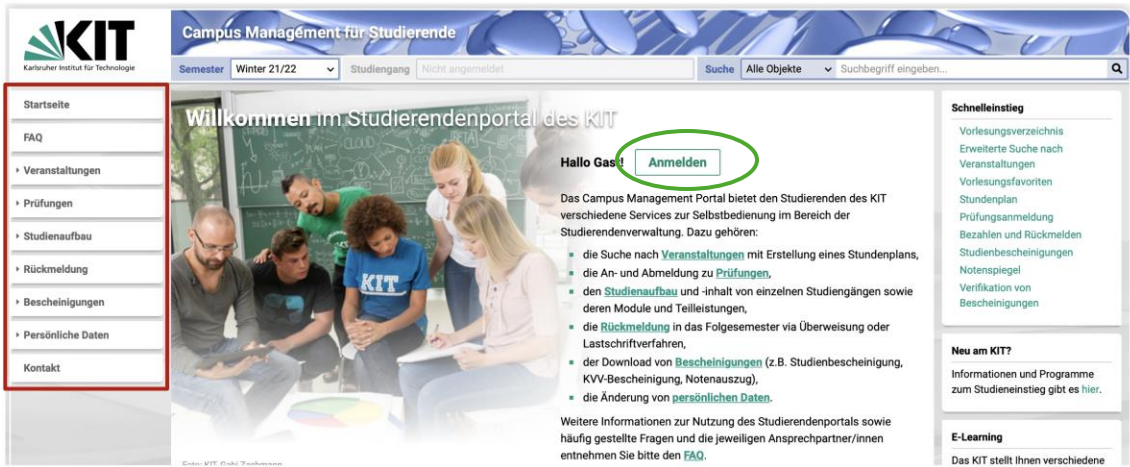 KIT
Karlsruher Institut für Technologie
Campus Management für Studierende
Semester Winter 21/22 Studiengang Nicht angemeldet Suche Alle Objekte Suchbegriff eingeben...
Startseite
FAQ
Veranstaltungen
Prüfungen
Studienaufbau
Rückmeldung
Bescheinigungen
Persönliche Daten
Kontakt
Willkommen im Studierendenportal des KIT
KIT
Hallo Gast! Anmelden
Das Campus Management Portal bietet den Studierenden des KIT
verschiedene Services zur Selbstbedienung im Bereich der
Studierendenverwaltung. Dazu gehören:
die Suche nach Veranstaltungen mit Erstellung eines Stundenplans,
die An- und Abmeldung zu Prüfungen,
den Studienaufbau und -inhalt von einzelnen Studiengängen sowie
deren Module und Teilleistungen,
die Rückmeldung in das Folgesemester via Überweisung oder
Lastschriftverfahren,
der Download von Bescheinigungen (z.B. Studienbescheinigung,
KVV-Bescheinigung, Notenauszug),
die Änderung von persönlichen Daten.
Weitere Informationen zur Nutzung des Studierendenportals sowie
häufig gestellte Fragen und die jeweiligen Ansprechpartner/innen
entnehmen Sie bitte den FAQ.
Schnelleinstieg
Vorlesungsverzeichnis
Erweiterte Suche nach
Veranstaltungen
Vorlesungsfavoriten
Stundenplan
Prüfungsanmeldung
Bezahlen und Rückmelden
Studienbescheinigungen
Notenspiegel
Verifikation von
Bescheinigungen
Neu am KIT?
Informationen und Programme
zum Studieneinstieg gibt es hier.
E-Learning
Das KIT stellt Ihnen verschiedene